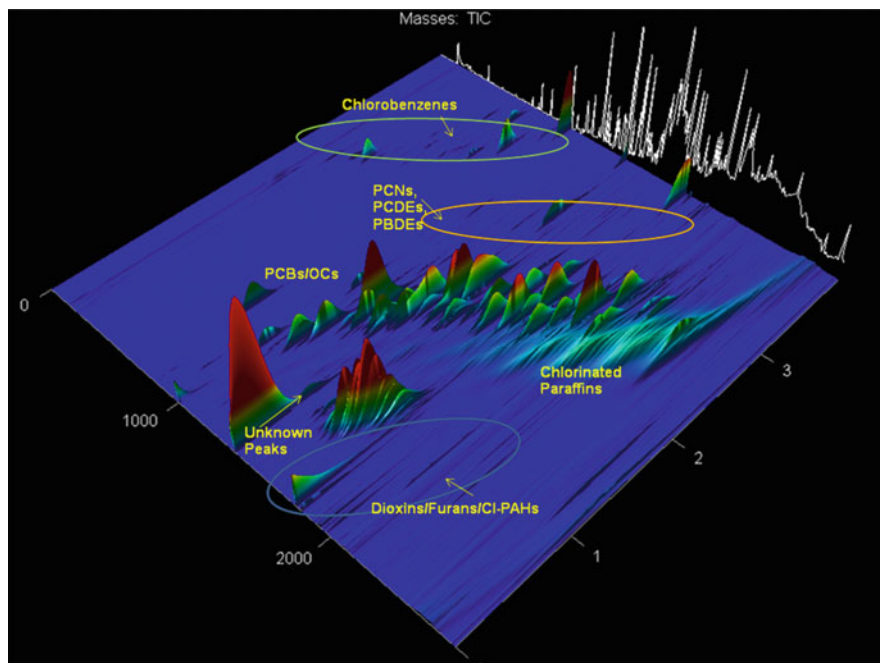 Masses: TIC
Chlorobenzenes
PCNs,
PCDEs,
PBDEs
PCBs/OCs
0
3
Chlorinated
Paraffins
1000
2
Unknown
Peaks
Dioxins/Furans/Cl-PAHs
2000
1